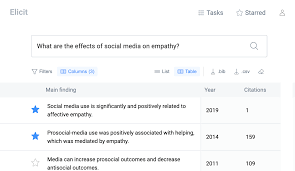 Elicit
Tasks
Starred
What are the effects of social media on empathy?
Filters
Columns (3)
List
Table
.bib
csv
Main finding
Year
Citations
Social media use is significantly and positively related to
affective empathy.
2019
1
Prosocial-media use was positively associated with helping,
which was mediated by empathy.
2014
159
Media can increase prosocial outcomes and decrease
antisocial outcomes.
2011
109